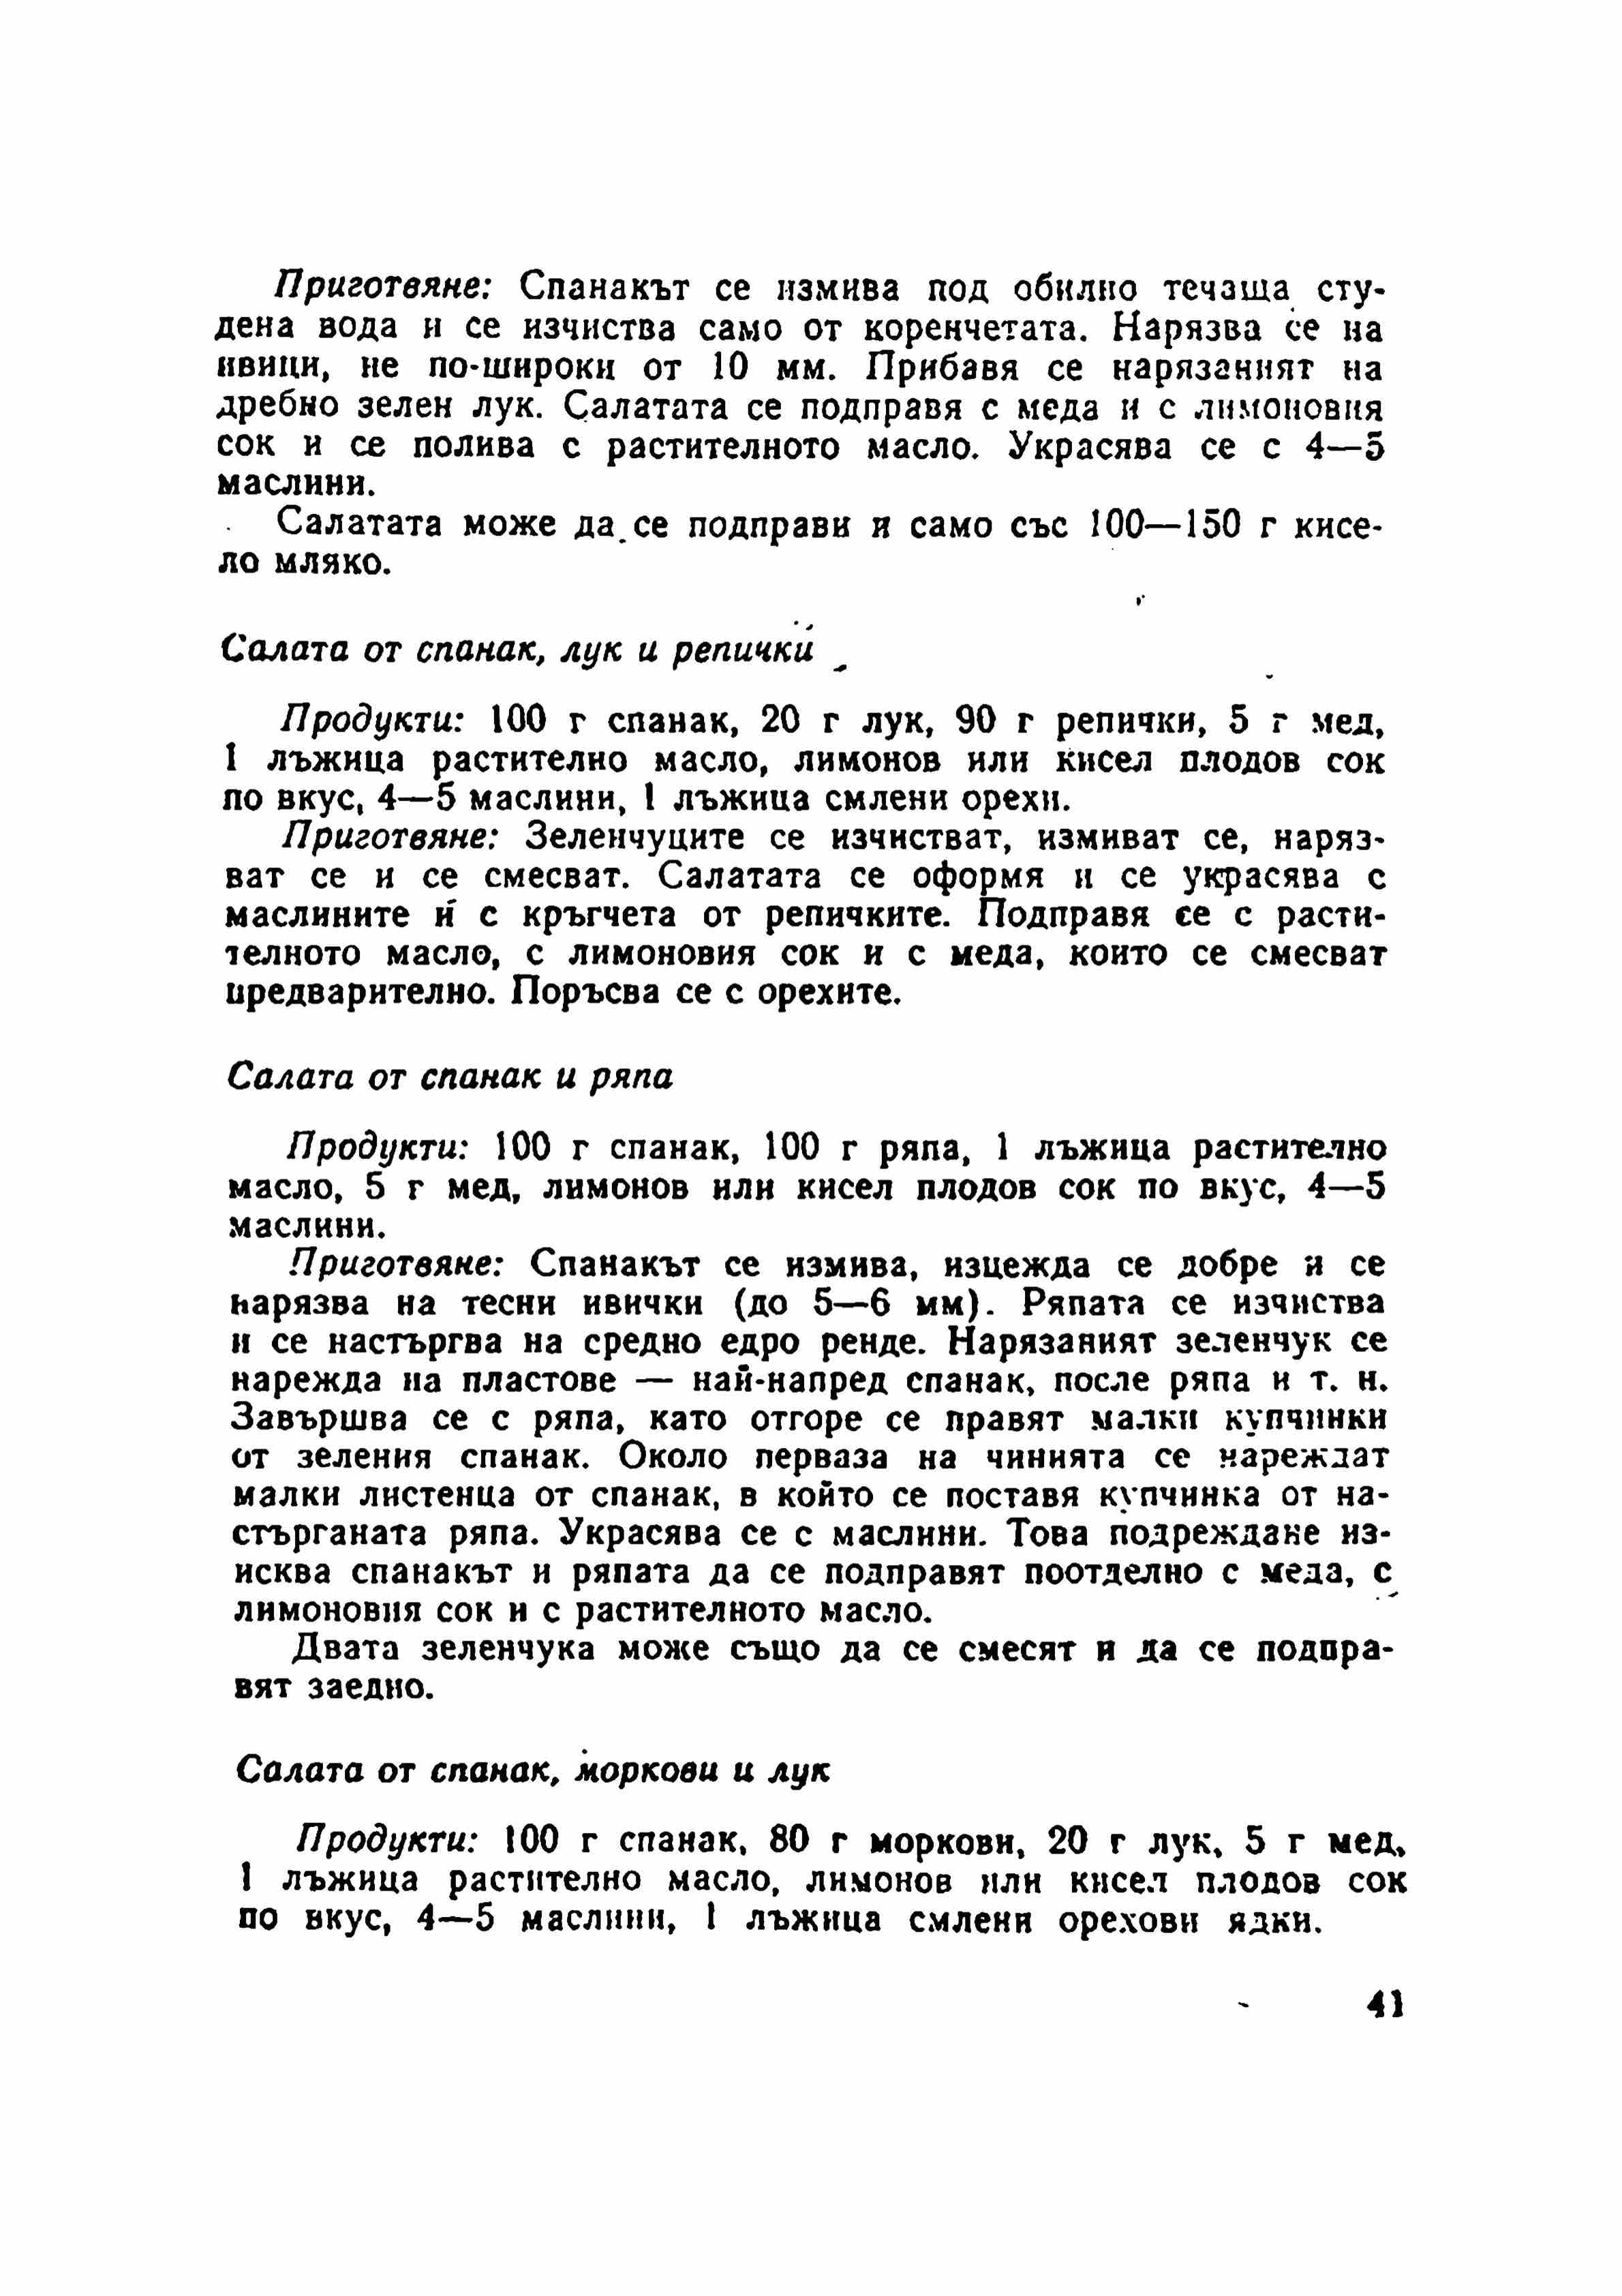 Приготвяне: Спанакът се измива под обилно течаща сту-
дена вода и се изчиства само от коренчетата. Нарязва се на
ивици, не по-широки от 10 мм. Прибавя се нарязаният на
дребно зелен лук. Салатата се подправя с меда и с лимоновия
сок и се полива с растителното масло. Украсява се с 4—5
маслини.
Салатата може да се подправи и само със 100—150 г кисе-
ло мляко.
Салата от спанак, лук и репички
Продукти: 100 г спанак, 20 г лук, 90 г репички, 5 г мед,
1 лъжица растително масло, лимонов или кисел плодов сок
по вкус, 4—5 маслини, 1 лъжица смлени орехи.
Приготвяне: Зеленчуците се изчистват, измиват се, наряз-
ват се и се смесват. Салатата се оформя и се украсява с
маслините и с кръгчета от репичките. Подправя се с расти-
телното масло, с лимоновия сок и с меда, които се смесват
предварително. Поръсва се с орехите.
Салата от спанак и ряпа
Продукти: 100 г спанак, 100 г ряпа, 1 лъжица растително
масло, 5 г мед, лимонов или кисел плодов сок по вкус, 4—5
маслини.
Приготвяне: Спанакът се измива, изцежда се добре и се
нарязва на тесни ивички (до 5—6 мм). Ряпата се изчиства
и се настъргва на средно едро ренде. Нарязаният зеленчук се
нарежда на пластове — най-напред спанак, после ряпа и т. н.
Завършва се с ряпа, като отгоре се правят малки купчинки
от зеления спанак. Около перваза на чинията се нареждат
малки листенца от спанак, в който се поставя купчинка от на-
стърганата ряпа. Украсява се с маслини. Това подреждане из-
исква спанакът и ряпата да се подправят поотделно с меда, с
лимоновия сок и с растителното масло.
Двата зеленчука може също да се смесят и да се подпра-
вят заедно.
Салата от спанак, моркови и лук
Продукти: 100 г спанак, 80 г моркови, 20 г лук, 5 г мед,
1 лъжица растително масло, лимонов или кисел плодов сок
по вкус, 4—5 маслини, 1 лъжица смлени орехови ядки.
41